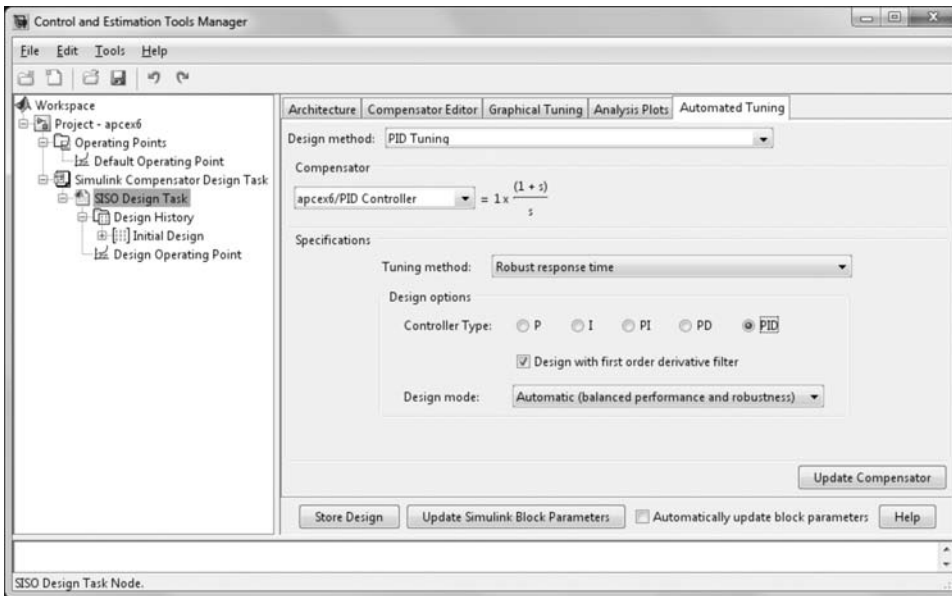 Control and Estimation Tools Manager
File Edit Tools Help
Workspace
Project - apcex6
Operating Points
Default Operating Point
Simulink Compensator Design Task
SISO Design Task
Design History
Initial Design
Design Operating Point
Architecture Compensator Editor Graphical Tuning Analysis Plots Automated Tuning
Design method: PID Tuning
Compensator
apcex6/PID Controller = 1 x (1 + s)
s
Specifications
Tuning method: Robust response time
Design options
Controller Type: P I PI PD PID
Design with first order derivative filter
Design mode: Automatic (balanced performance and robustness)
Update Compensator
Store Design Update Simulink Block Parameters Automatically update block parameters Help
SISO Design Task Node.